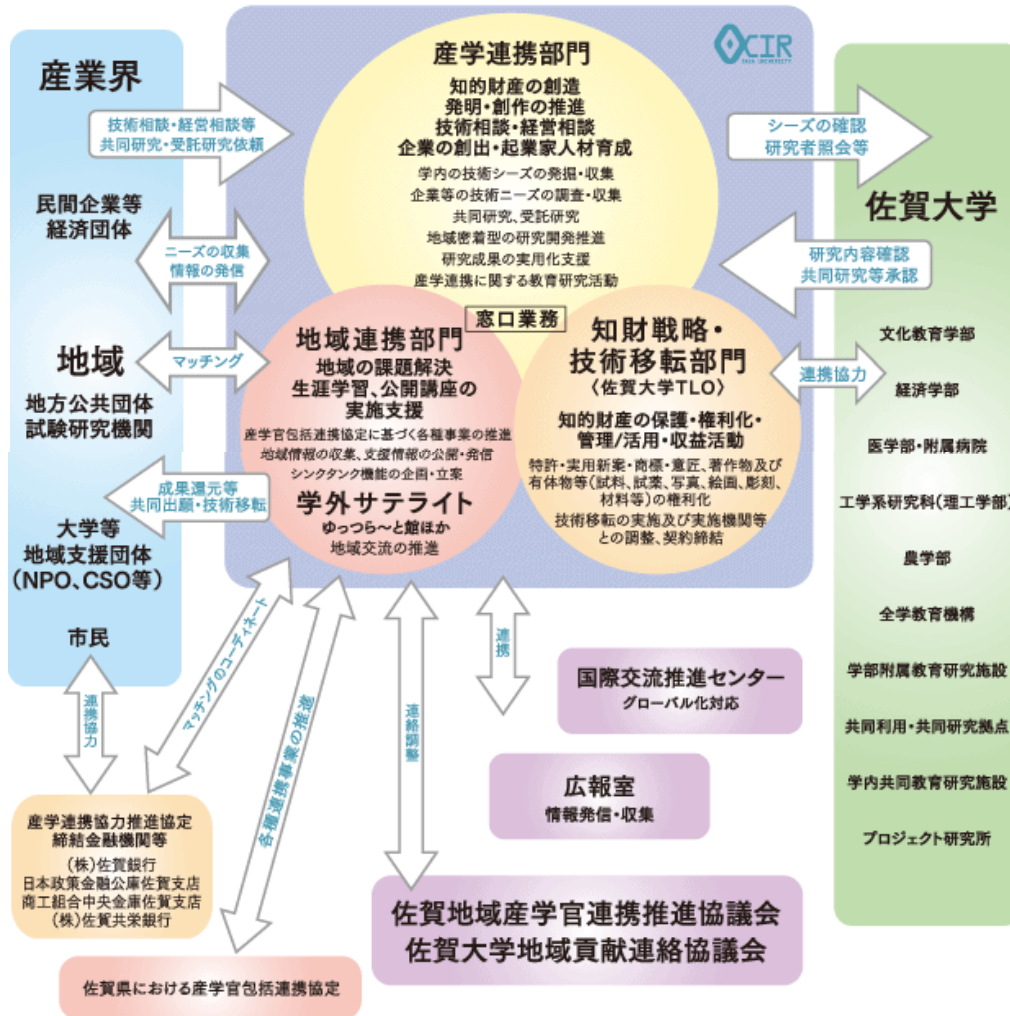 産業界
技術相談・経営相談等
共同研究・受託研究依頼
民間企業等
経済団体
ニーズの収集
情報の発信
地域
マッチング
地方公共団体
試験研究機関
成果還元等
共同出願・技術移転
大学等
地域支援団体
（NPO、CSO等）
市民
OCIR
SAGA UNIVERSITY
産学連携部門
知的財産の創造
発明・創作の推進
技術相談・経営相談
企業の創出・起業家人材育成
学内の技術シーズの発掘・収集
企業等の技術ニーズの調査・収集
共同研究、受託研究
地域密着型の研究開発推進
研究成果の実用化支援
産学連携に関する教育研究活動
窓口業務
地域連携部門
地域の課題解決
生涯学習、公開講座の
実施支援
産学官包括連携協定に基づく各種事業の推進
地域情報の収集、支援情報の公開・発信
シンクタンク機能の企画・立案
学外サテライト
ゆっつら～と館ほか
地域交流の推進
知財戦略・
技術移転部門
〈佐賀大学TLO〉
知的財産の保護・権利化・
管理/活用・収益活動
特許・実用新案・商標・意匠、著作物及び
有体物等（試料、試薬、写真、絵画、彫刻、
材料等）の権利化
技術移転の実施及び実施機関等
との調整、契約締結
シーズの確認
研究者照会等
佐賀大学
研究内容確認
共同研究等承認
連携協力
文化教育学部
経済学部
医学部・附属病院
工学系研究科（理工学部）
農学部
全学教育機構
学部附属教育研究施設
共同利用・共同研究拠点
学内共同教育研究施設
プロジェクト研究所
連携協力
マッチングのコーディネート
各種連携事業の推進
連絡調整
連携
国際交流推進センター
グローバル化対応
広報室
情報発信・収集
産学連携協力推進協定
締結金融機関等
（株）佐賀銀行
日本政策金融公庫佐賀支店
商工組合中央金庫佐賀支店
（株）佐賀共栄銀行
佐賀地域産学官連携推進協議会
佐賀大学地域貢献連絡協議会
佐賀県における産学官包括連携協定